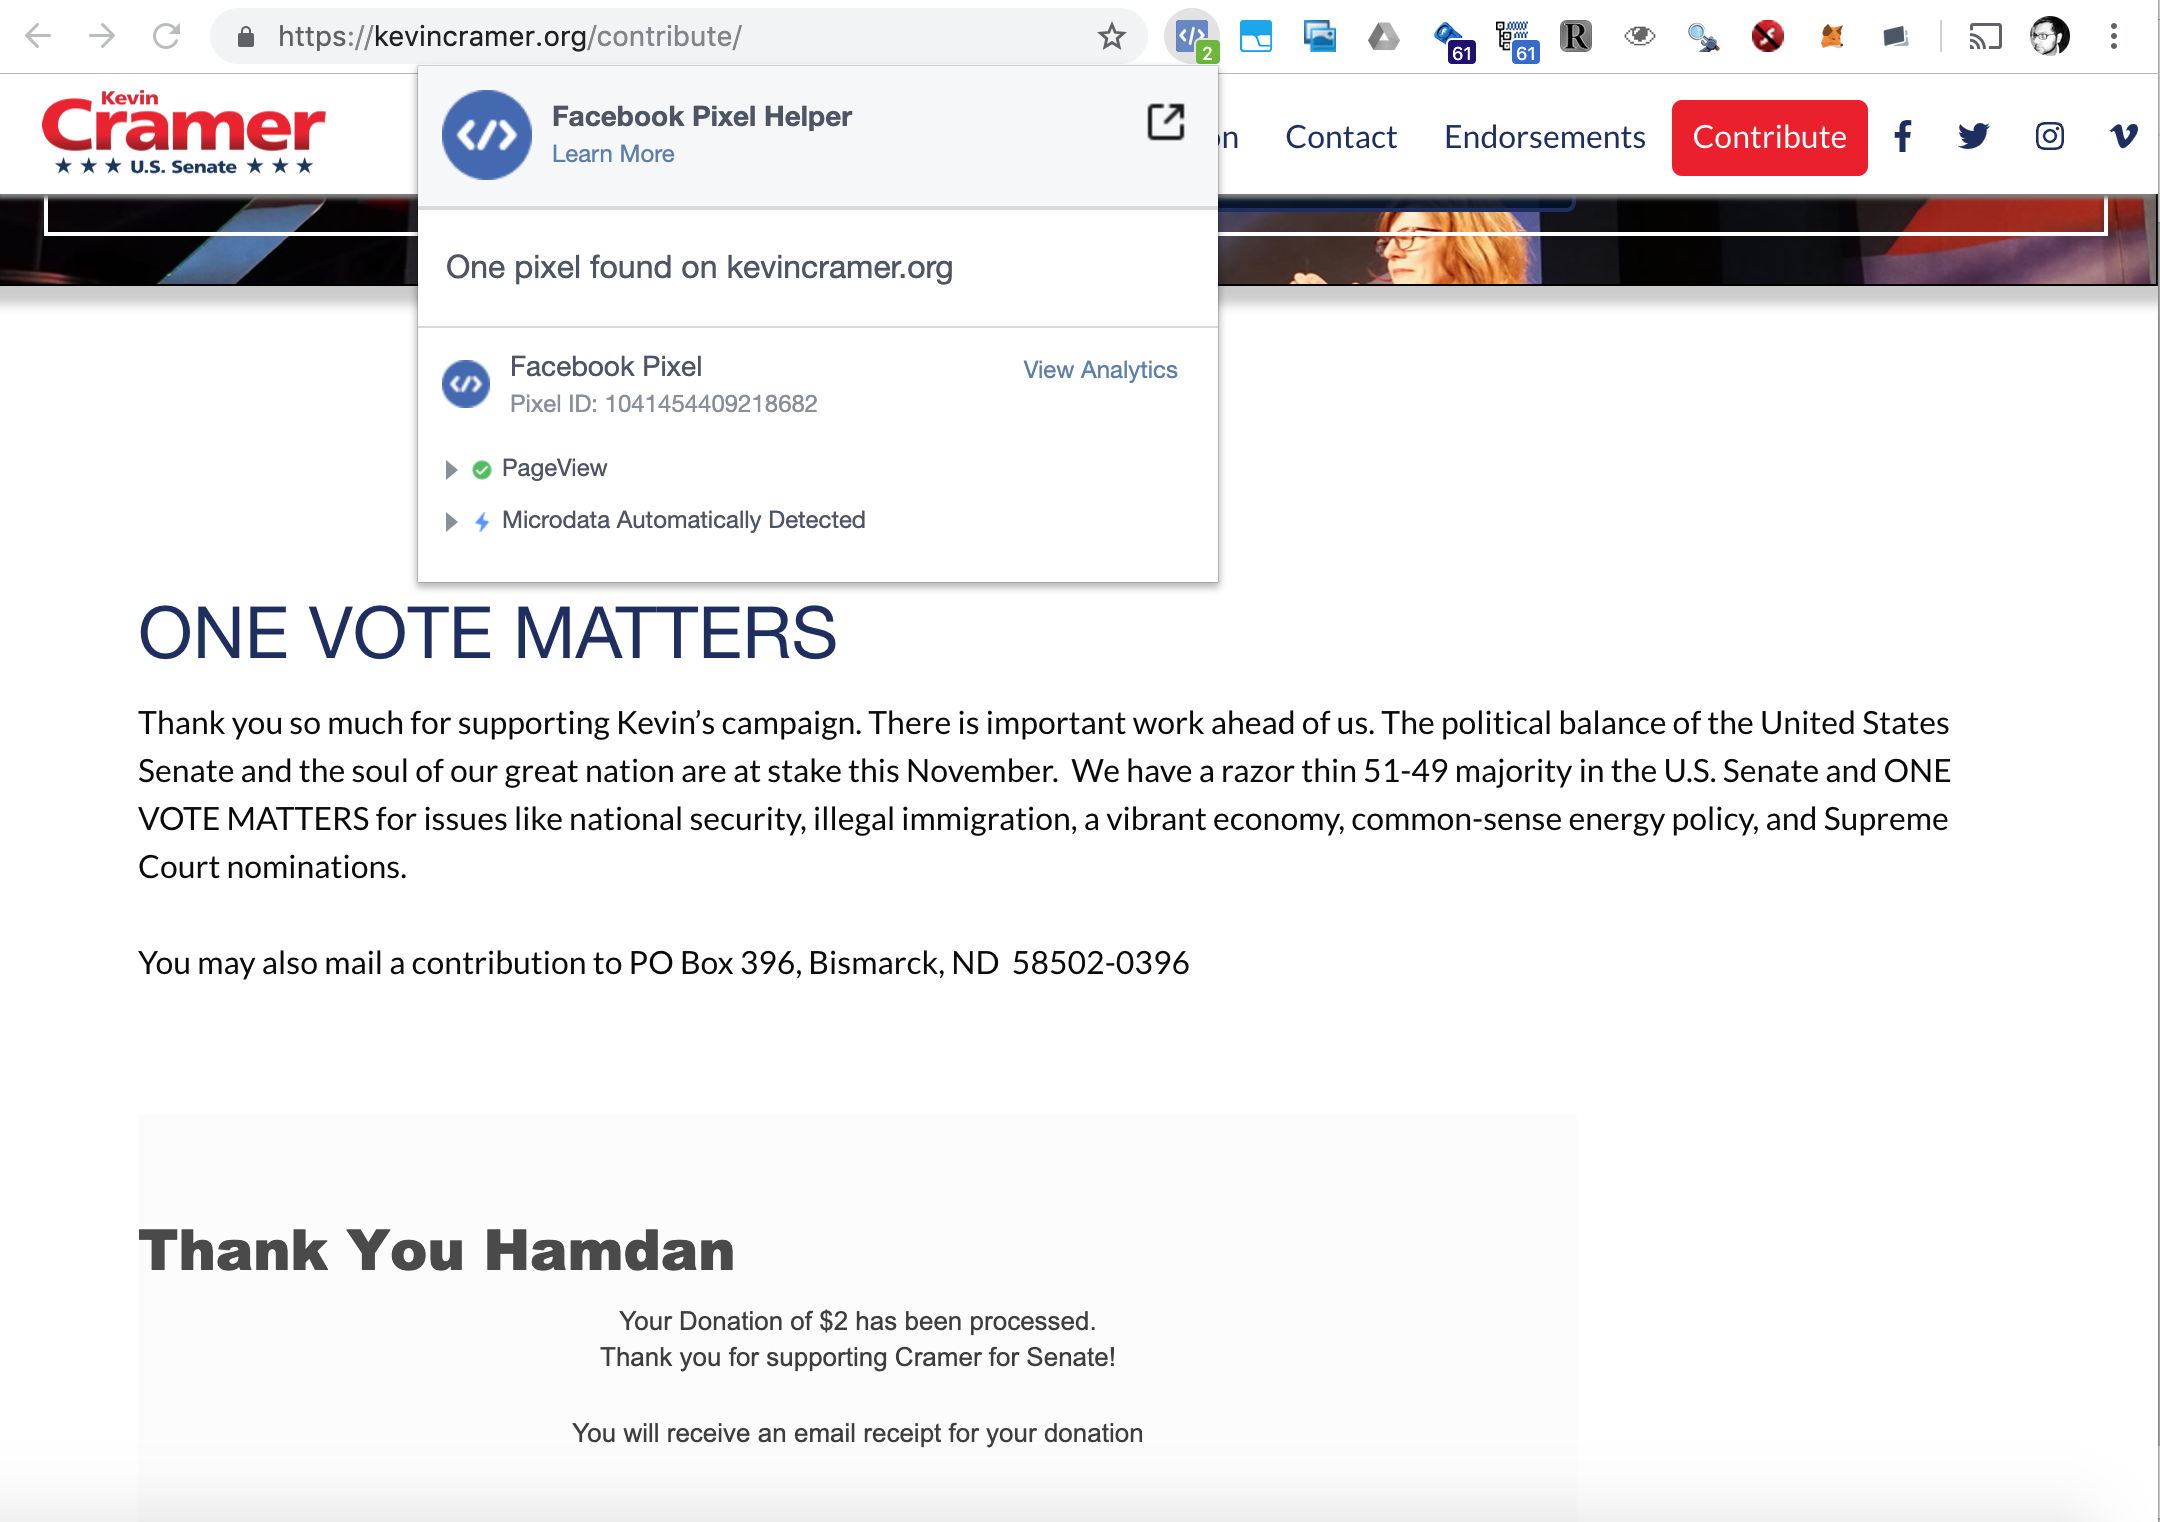 https://kevincramer.org/contribute/
2
61
61
R
Kevin
Cramer
U.S. Senate
Facebook Pixel Helper
Learn More
n
Contact
Endorsements
Contribute
One pixel found on kevincramer.org
Facebook Pixel
View Analytics
Pixel ID: 1041454409218682
PageView
Microdata Automatically Detected
ONE VOTE MATTERS
Thank you so much for supporting Kevin’s campaign. There is important work ahead of us. The political balance of the United States
Senate and the soul of our great nation are at stake this November.  We have a razor thin 51-49 majority in the U.S. Senate and ONE
VOTE MATTERS for issues like national security, illegal immigration, a vibrant economy, common-sense energy policy, and Supreme
Court nominations.
You may also mail a contribution to PO Box 396, Bismarck, ND  58502-0396
Thank You Hamdan
Your Donation of $2 has been processed.
Thank you for supporting Cramer for Senate!
You will receive an email receipt for your donation